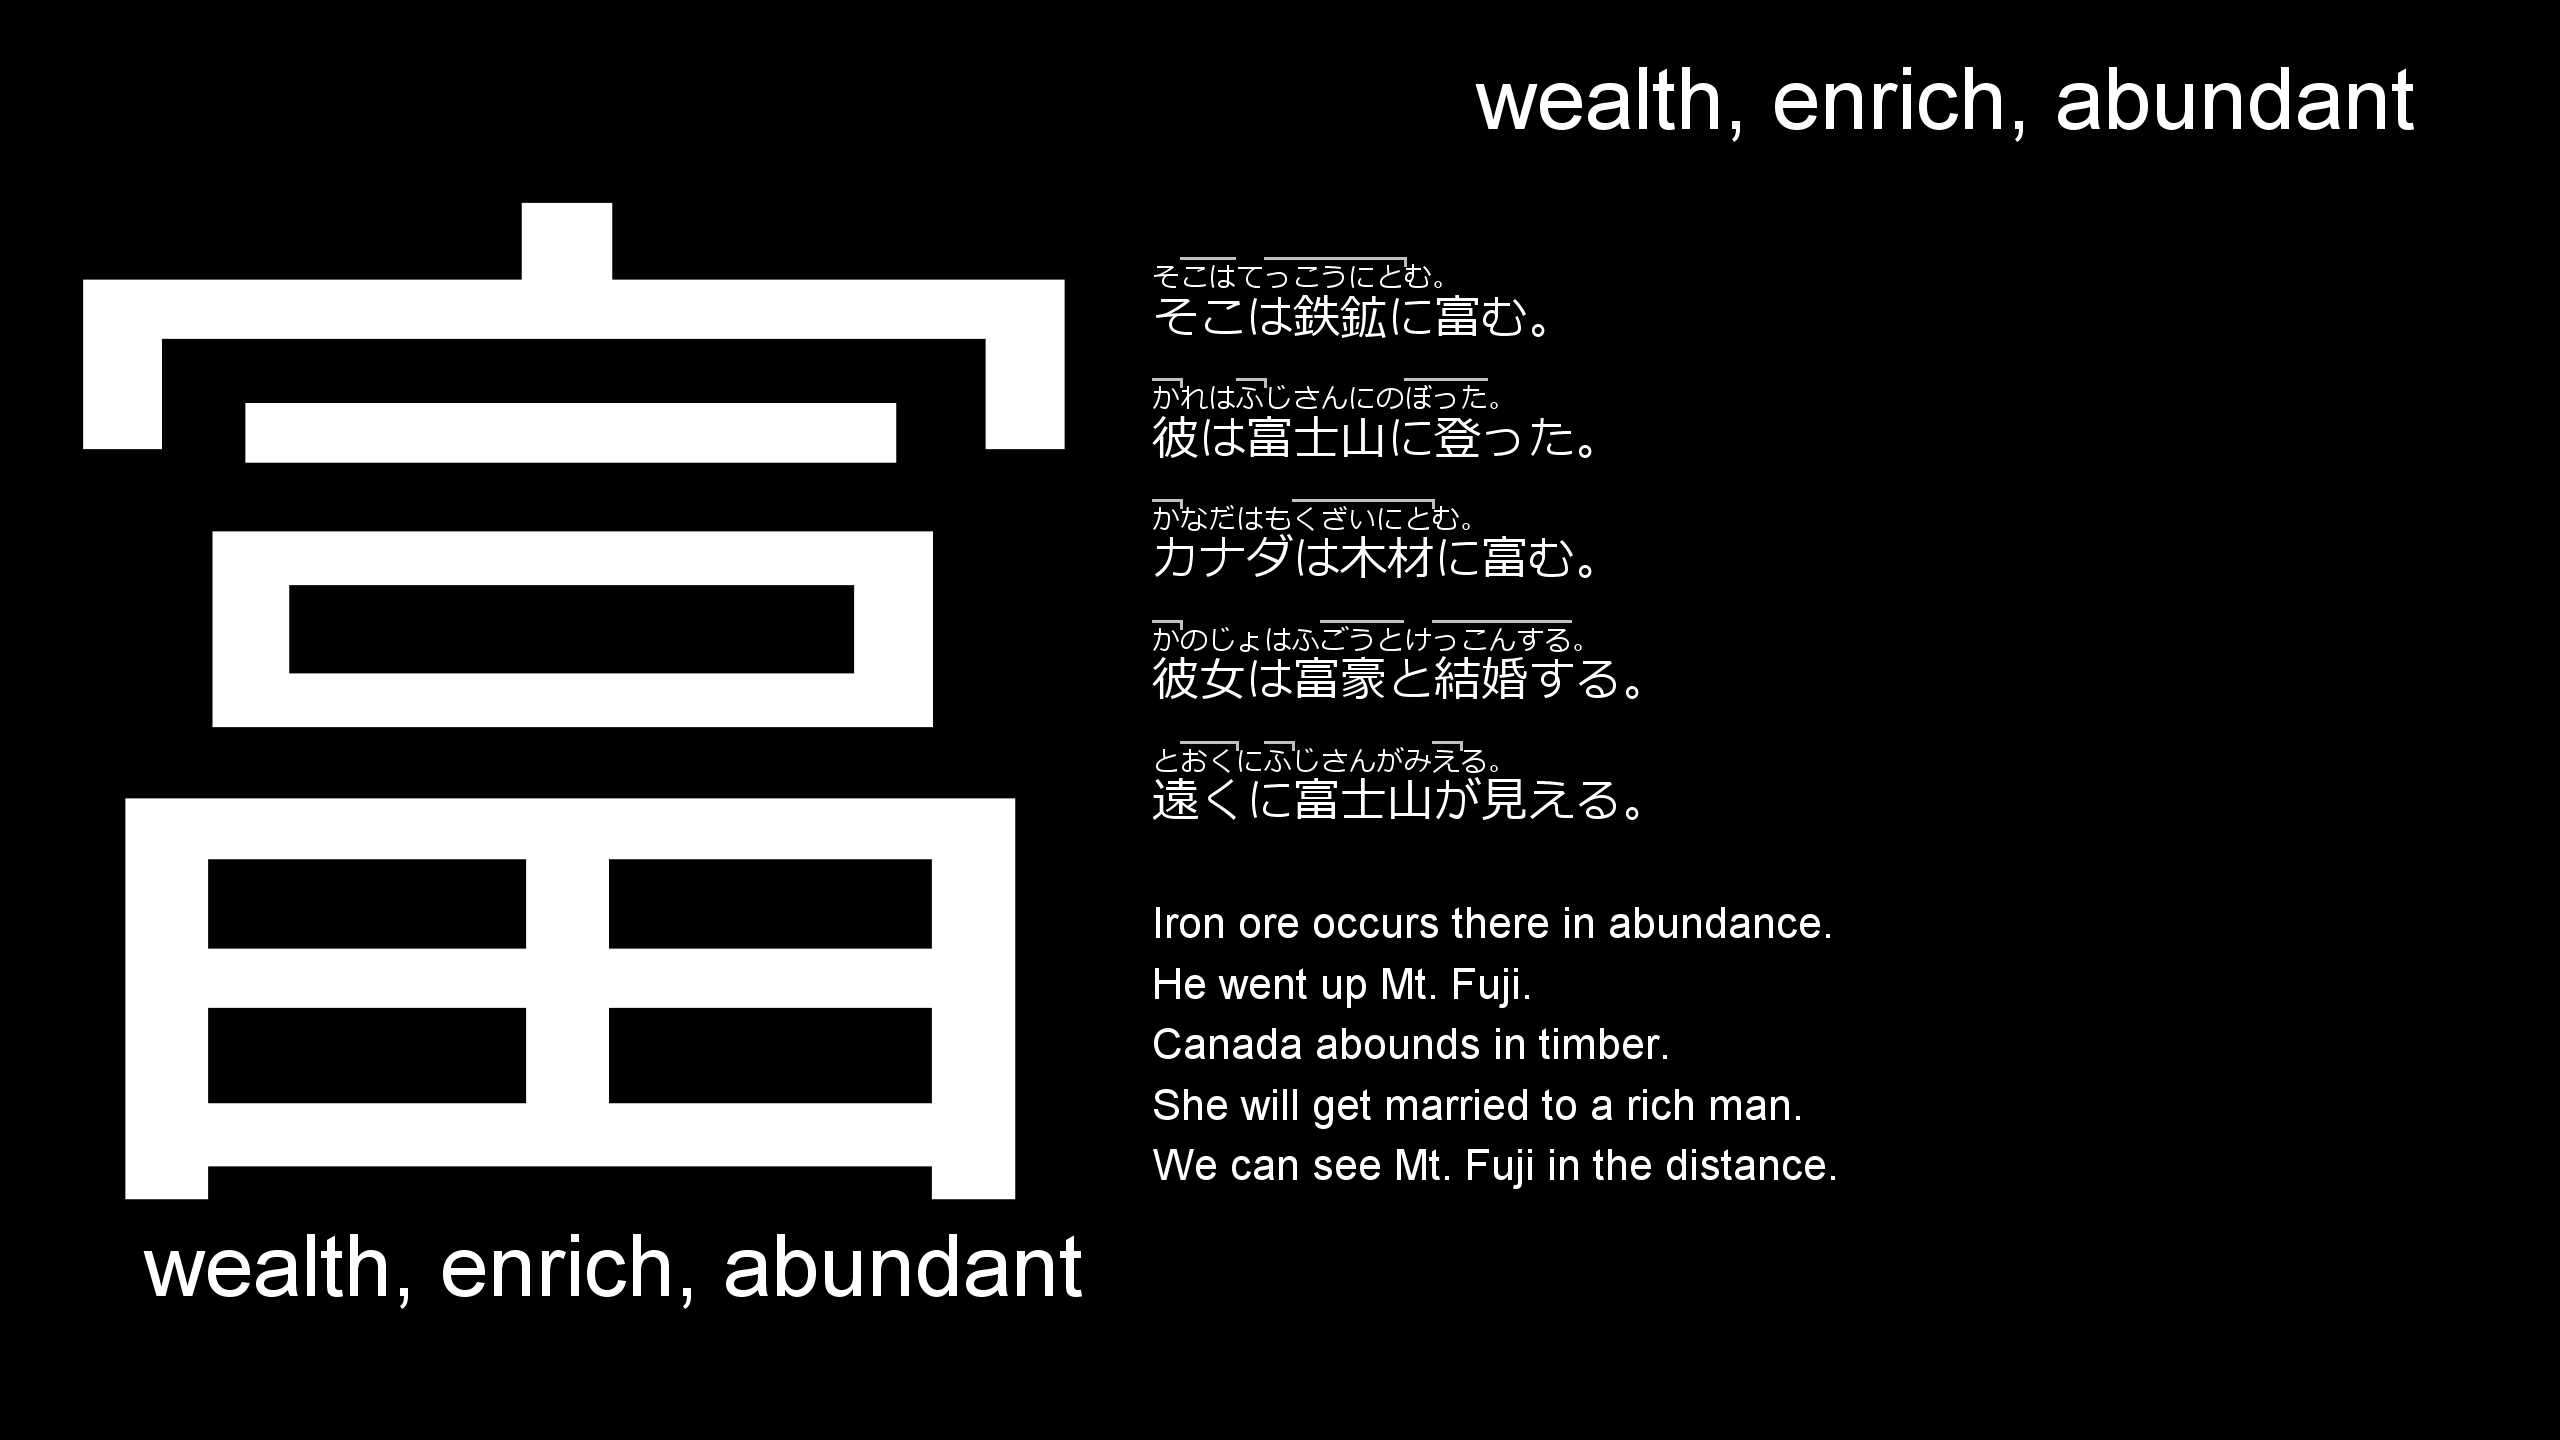 wealth, enrich, abundant
富
wealth, enrich, abundant
そこはてっこうにとむ。
そこは鉄鉱に富む。
かれはふじさんにのぼった。
彼は富士山に登った。
かなだはもくざいにとむ。
カナダは木材に富む。
かのじょはふごうとけっこんする。
彼女は富豪と結婚する。
とおくにふじさんがみえる。
遠くに富士山が見える。
Iron ore occurs there in abundance.
He went up Mt. Fuji.
Canada abounds in timber.
She will get married to a rich man.
We can see Mt. Fuji in the distance.